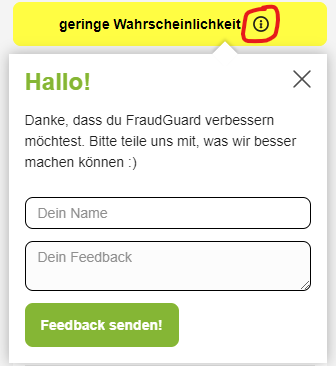 geringe Wahrscheinlichkeit
Hallo!
Danke, dass du FraudGuard verbessern
möchtest. Bitte teile uns mit, was wir besser
machen können :)
Dein Name
Dein Feedback
Feedback senden!